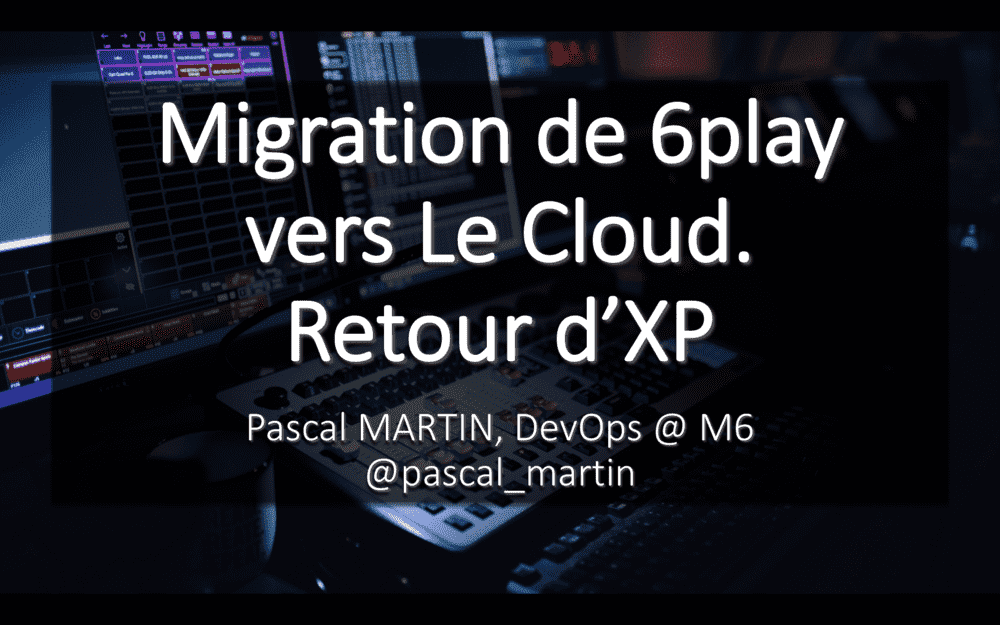 Migration de 6play
vers Le Cloud.
Retour d’XP
Pascal MARTIN, DevOps @ M6
@pascal_martin